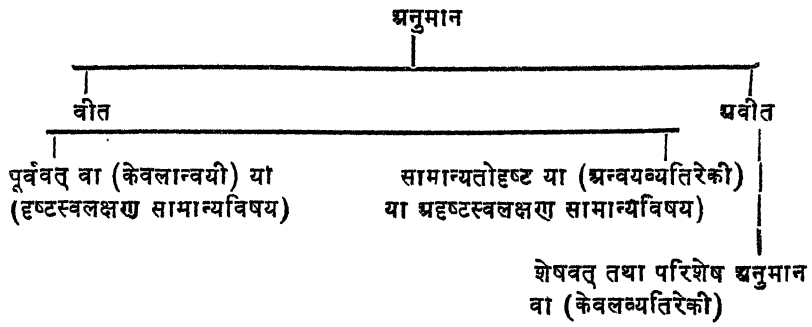 अनुमान
वीत
अवीत
पूर्ववत् वा (केवलान्वयी) या
(दृष्टस्वलक्षण सामान्यविषय)
सामान्यतोदृष्ट या (अन्वयव्यतिरेकी)
या अदृष्टस्वलक्षण सामान्यविषय)
शेषवत् तथा परिशेष अनुमान
वा (केवलव्यतिरेकी)